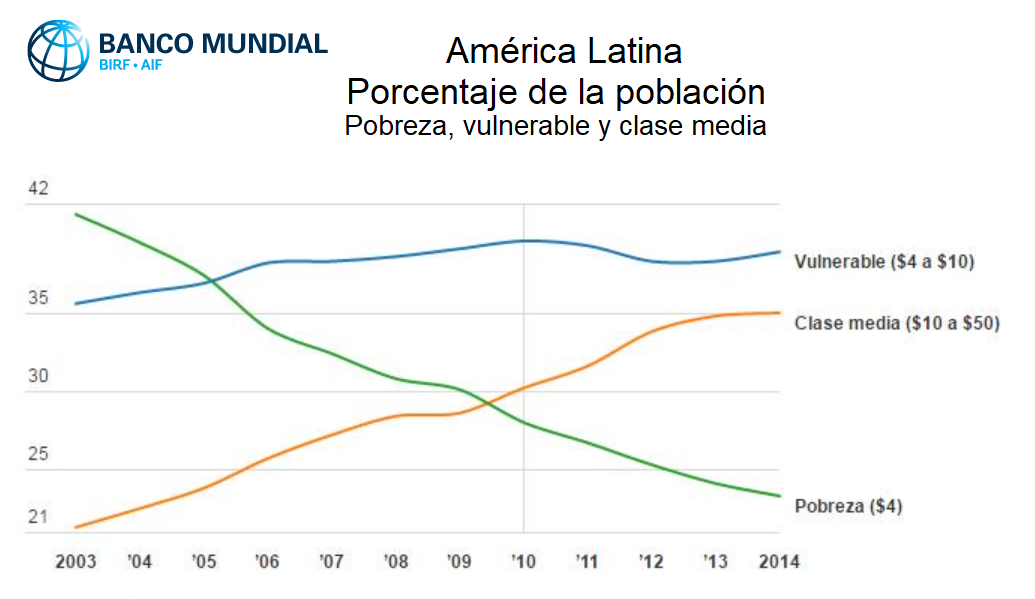 BANCO MUNDIAL
BIRF • AIF
América Latina
Porcentaje de la población
Pobreza, vulnerable y clase media
42
35
30
25
21
Vulnerable ($4 a $10)
Clase media ($10 a $50)
Pobreza ($4)
2003 ’04 ’05 ’06 ’07 ’08 ’09 ’10 ’11 ’12 ’13 2014